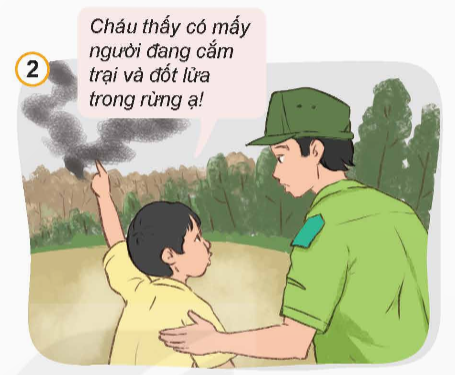 Cháu thấy có mấy
người đang cắm
trại và đốt lửa
trong rừng ạ!
2